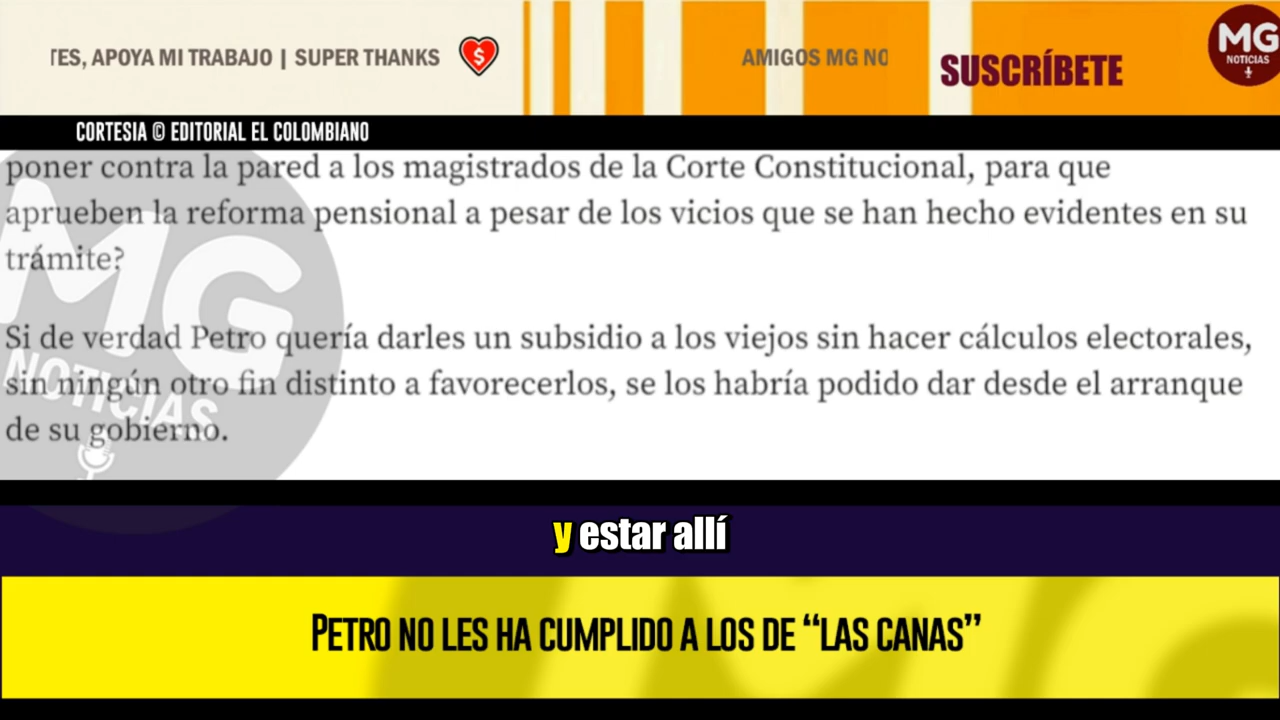 TES, APOYA MI TRABAJO | SUPER THANKS
AMIGOS MG NO
SUSCRÍBETE
MG
NOTICIAS
CORTESIA © EDITORIAL EL COLOMBIANO
poner contra la pared a los magistrados de la Corte Constitucional, para que
aprueben la reforma pensional a pesar de los vicios que se han hecho evidentes en su
trámite?
Si de verdad Petro quería darles un subsidio a los viejos sin hacer cálculos electorales,
sin ningún otro fin distinto a favorecerlos, se los habría podido dar desde el arranque
de su gobierno.
MG
NOTICIAS
y estar allí
PETRO NO LES HA CUMPLIDO A LOS DE “LAS CANAS”